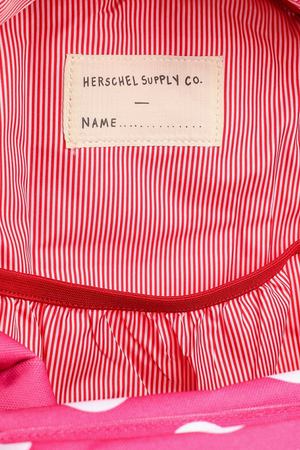 HERSCHEL SUPPLY CO.
—
NAME..............